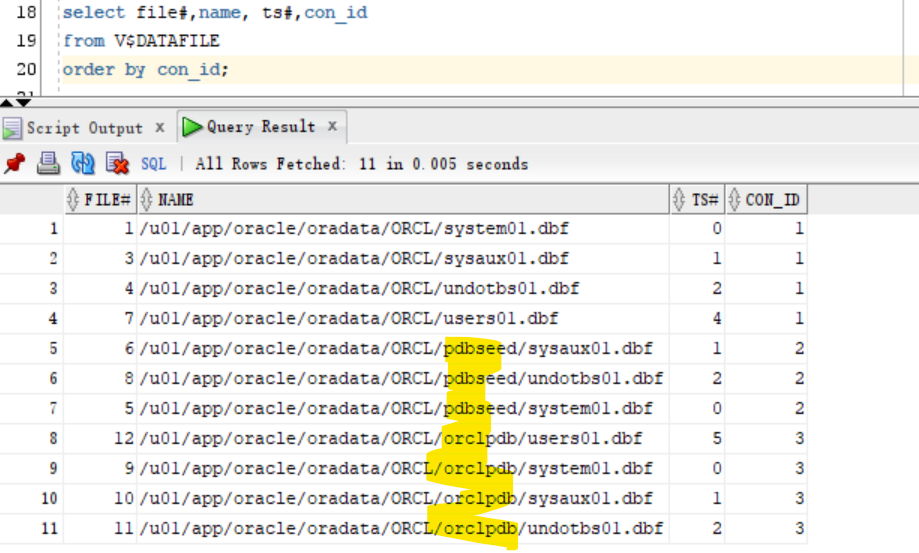 18 select file#,name, ts#,con_id
19 from V$DATAFILE
20 order by con_id;
Script Output x Query Result x
SQL | All Rows Fetched: 11 in 0.005 seconds
FILE# NAME TS# CON_ID
1 1 /u01/app/oracle/oradata/ORCL/system01.dbf 0 1
2 3 /u01/app/oracle/oradata/ORCL/sysaux01.dbf 1 1
3 4 /u01/app/oracle/oradata/ORCL/undotbs01.dbf 2 1
4 7 /u01/app/oracle/oradata/ORCL/users01.dbf 4 1
5 6 /u01/app/oracle/oradata/ORCL/pdbseed/sysaux01.dbf 1 2
6 8 /u01/app/oracle/oradata/ORCL/pdbseed/undotbs01.dbf 2 2
7 5 /u01/app/oracle/oradata/ORCL/pdbseed/system01.dbf 0 2
8 12 /u01/app/oracle/oradata/ORCL/orclpdb/users01.dbf 5 3
9 9 /u01/app/oracle/oradata/ORCL/orclpdb/system01.dbf 0 3
10 10 /u01/app/oracle/oradata/ORCL/orclpdb/sysaux01.dbf 1 3
11 11 /u01/app/oracle/oradata/ORCL/orclpdb/undotbs01.dbf 2 3